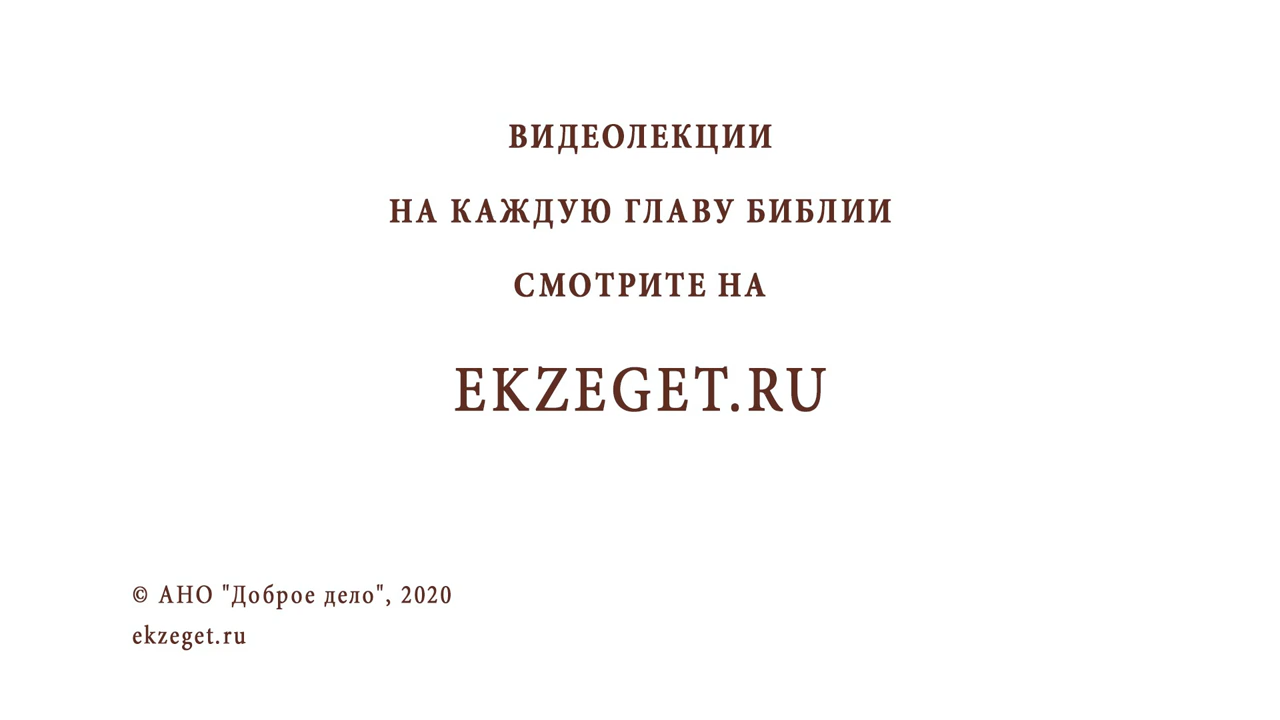 ВИДЕОЛЕКЦИИ
НА КАЖДУЮ ГЛАВУ БИБЛИИ
СМОТРИТЕ НА
EKZEGET.RU
© АНО "Доброе дело", 2020
ekzeget.ru